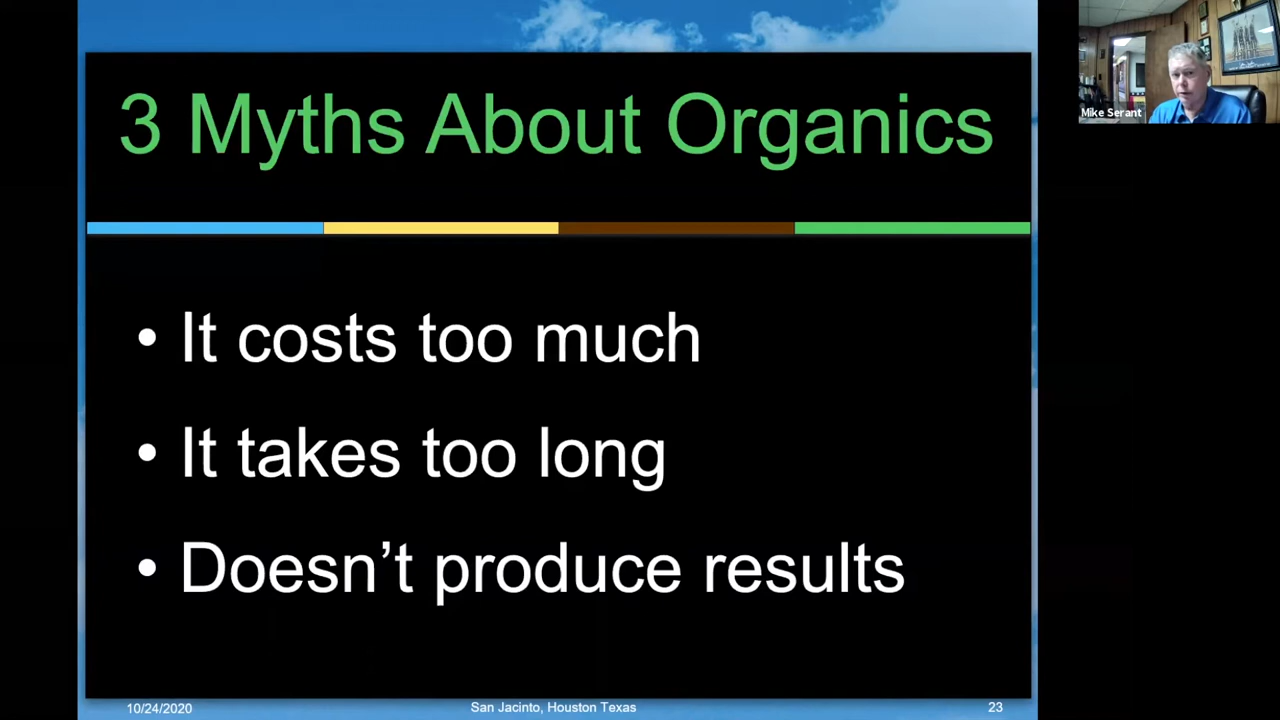 3 Myths About Organics
• It costs too much
• It takes too long
• Doesn’t produce results
10/24/2020
San Jacinto, Houston Texas
23
Mike Serant